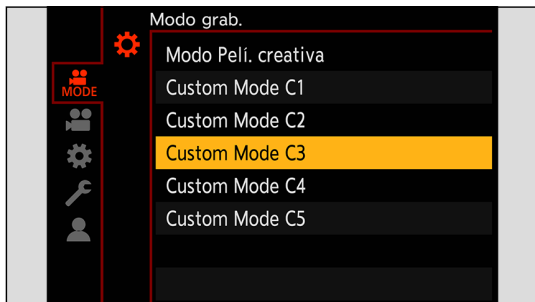 Modo grab.
Modo Pelí. creativa
MODE
Custom Mode C1
Custom Mode C2
Custom Mode C3
Custom Mode C4
Custom Mode C5